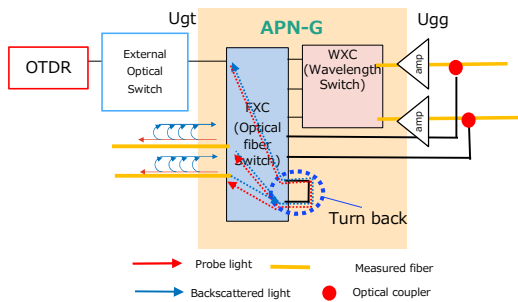 Ugt
Ugg
APN-G
OTDR
External
Optical
Switch
WXC
(Wavelength
Switch)
amp
amp
FXC
(Optical
fiber
Switch)
Turn back
Probe light
Measured fiber
Backscattered light
Optical coupler